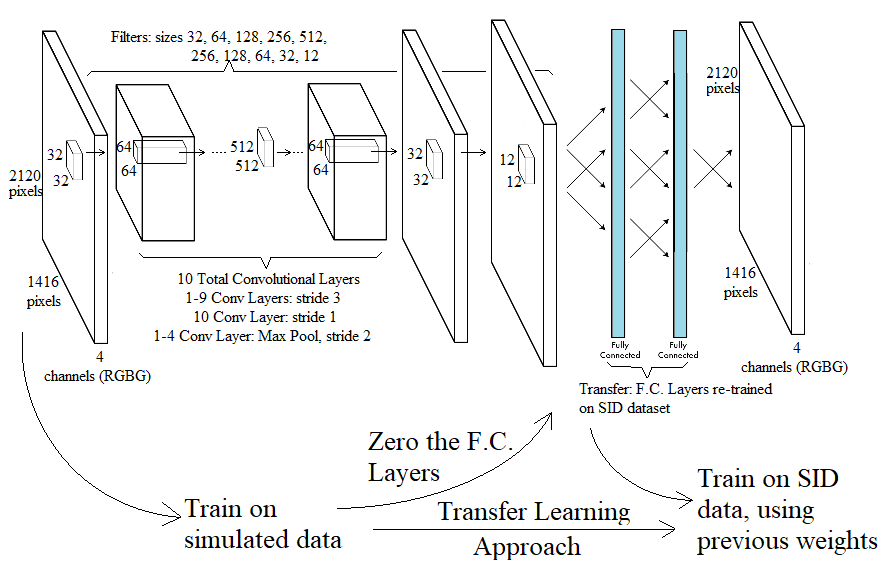 Filters: sizes 32, 64, 128, 256, 512,
256, 128, 64, 32, 12
2120
pixels
32
32
64
64
512
512
64
64
32
32
12
12
2120
pixels
1416
pixels
1416
pixels
10 Total Convolutional Layers
1-9 Conv Layers: stride 3
10 Conv Layer: stride 1
1-4 Conv Layer: Max Pool, stride 2
4
channels (RGBG)
Fully
Connected
Fully
Connected
4
channels (RGBG)
Transfer: F.C. Layers re-trained
on SID dataset
Zero the F.C.
Layers
Train on
simulated data
Transfer Learning
Approach
Train on SID
data, using
previous weights